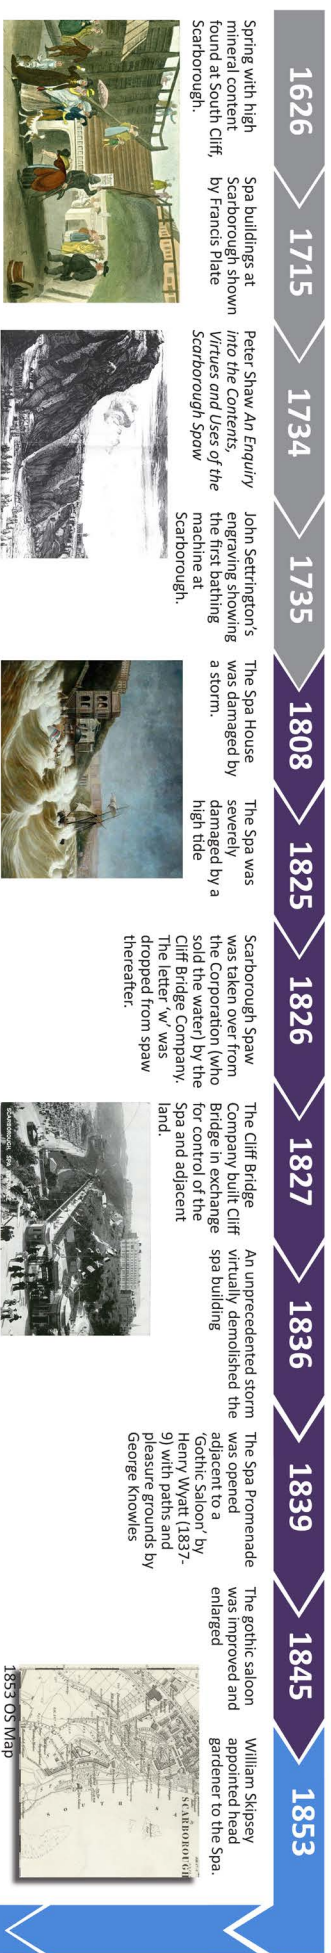 1626
Spring with high
mineral content
found at South Cliff,
Scarborough.
1715
Spa buildings at
Scarborough shown
by Francis Plate
1734
Peter Shaw An Enquiry
into the Contents,
Virtues and Uses of the
Scarborough Spaw
1735
John Settrington's
engraving showing
the first bathing
machine at
Scarborough.
1808
The Spa House
was damaged by
a storm.
1825
The Spa was
severely
damaged by a
high tide
1826
Scarborough Spaw
was taken over from
the Corporation (who
sold the water) by the
Cliff Bridge Company.
The letter 'w' was
dropped from spaw
thereafter.
1827
The Cliff Bridge
Company built Cliff
Bridge in exchange
for control of the
Spa and adjacent
land.
SCARBOROUGH, SPA
1836
An unprecedented storm
virtually demolished the
spa building
1839
The Spa Promenade
was opened
adjacent to a
'Gothic Saloon' by
Henry Wyatt (1837-
9) with paths and
pleasure grounds by
George Knowles
1845
The gothic saloon
was improved and
enlarged
1853
William Skipsey
appointed head
gardener to the Spa.
SCARBOROUGH
1853 OS Map